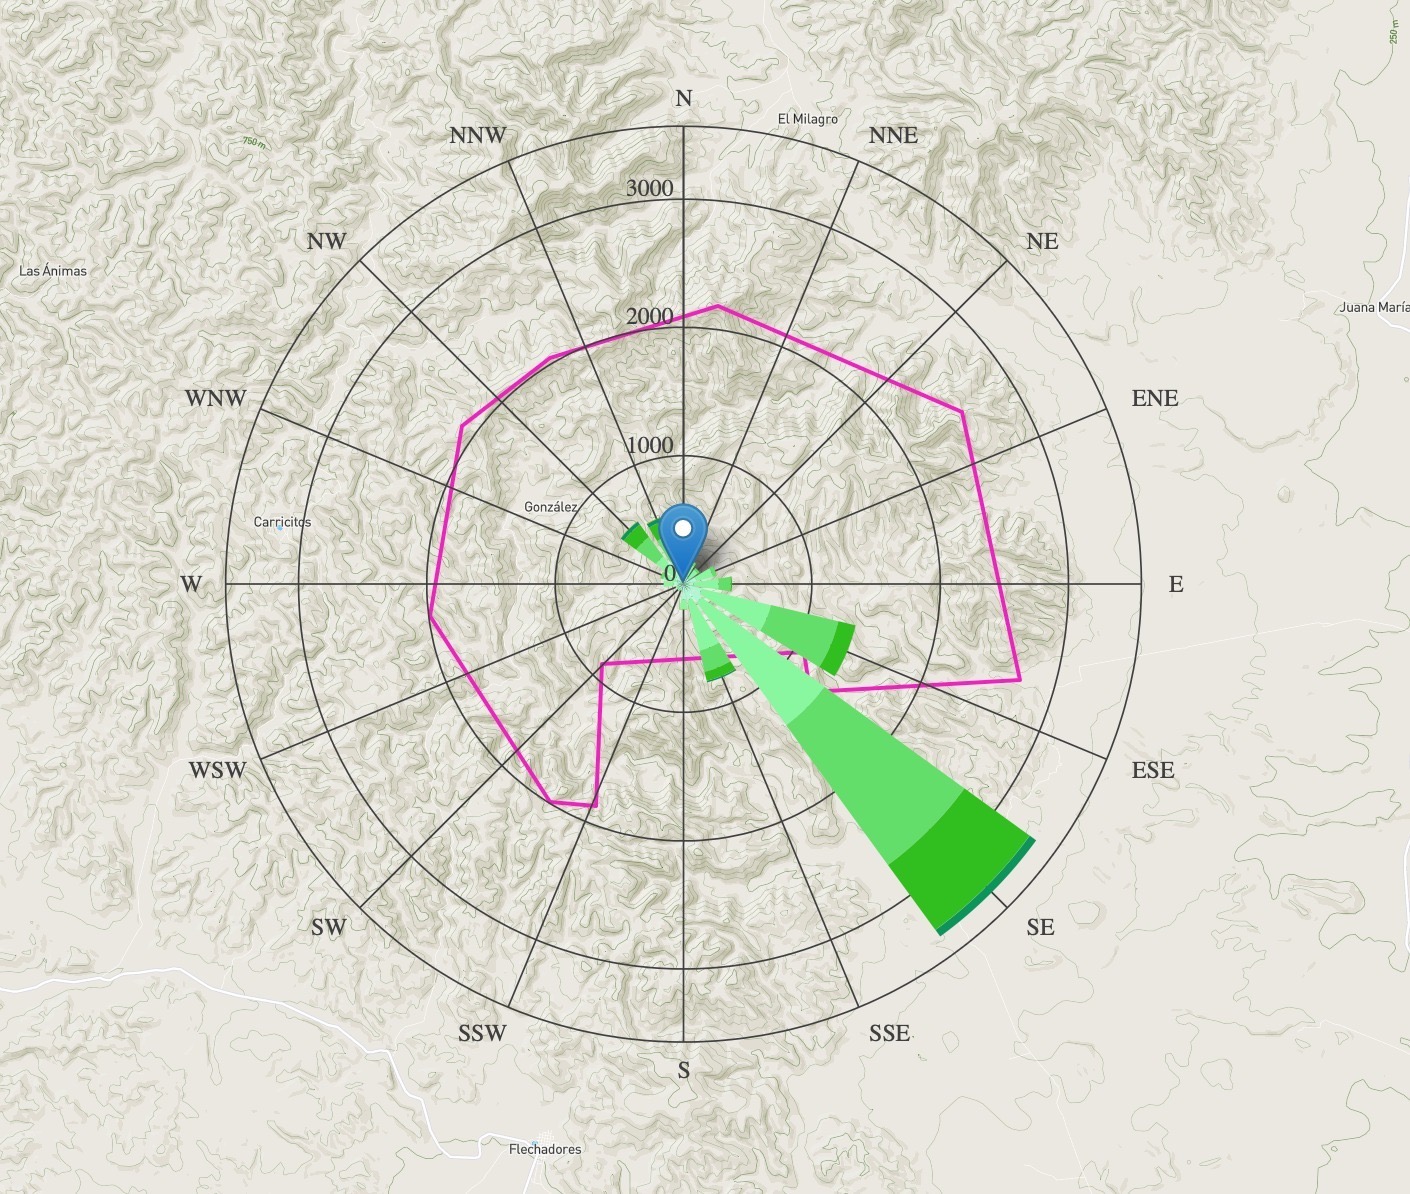 250 m
N
El Milagro
NNW
NNE
750 m
3000
NW
NE
Las Ánimas
Juana María
2000
WNW
ENE
1000
González
Carricitos
0
W
E
WSW
ESE
SW
SE
SSW
SSE
S
Flechadores